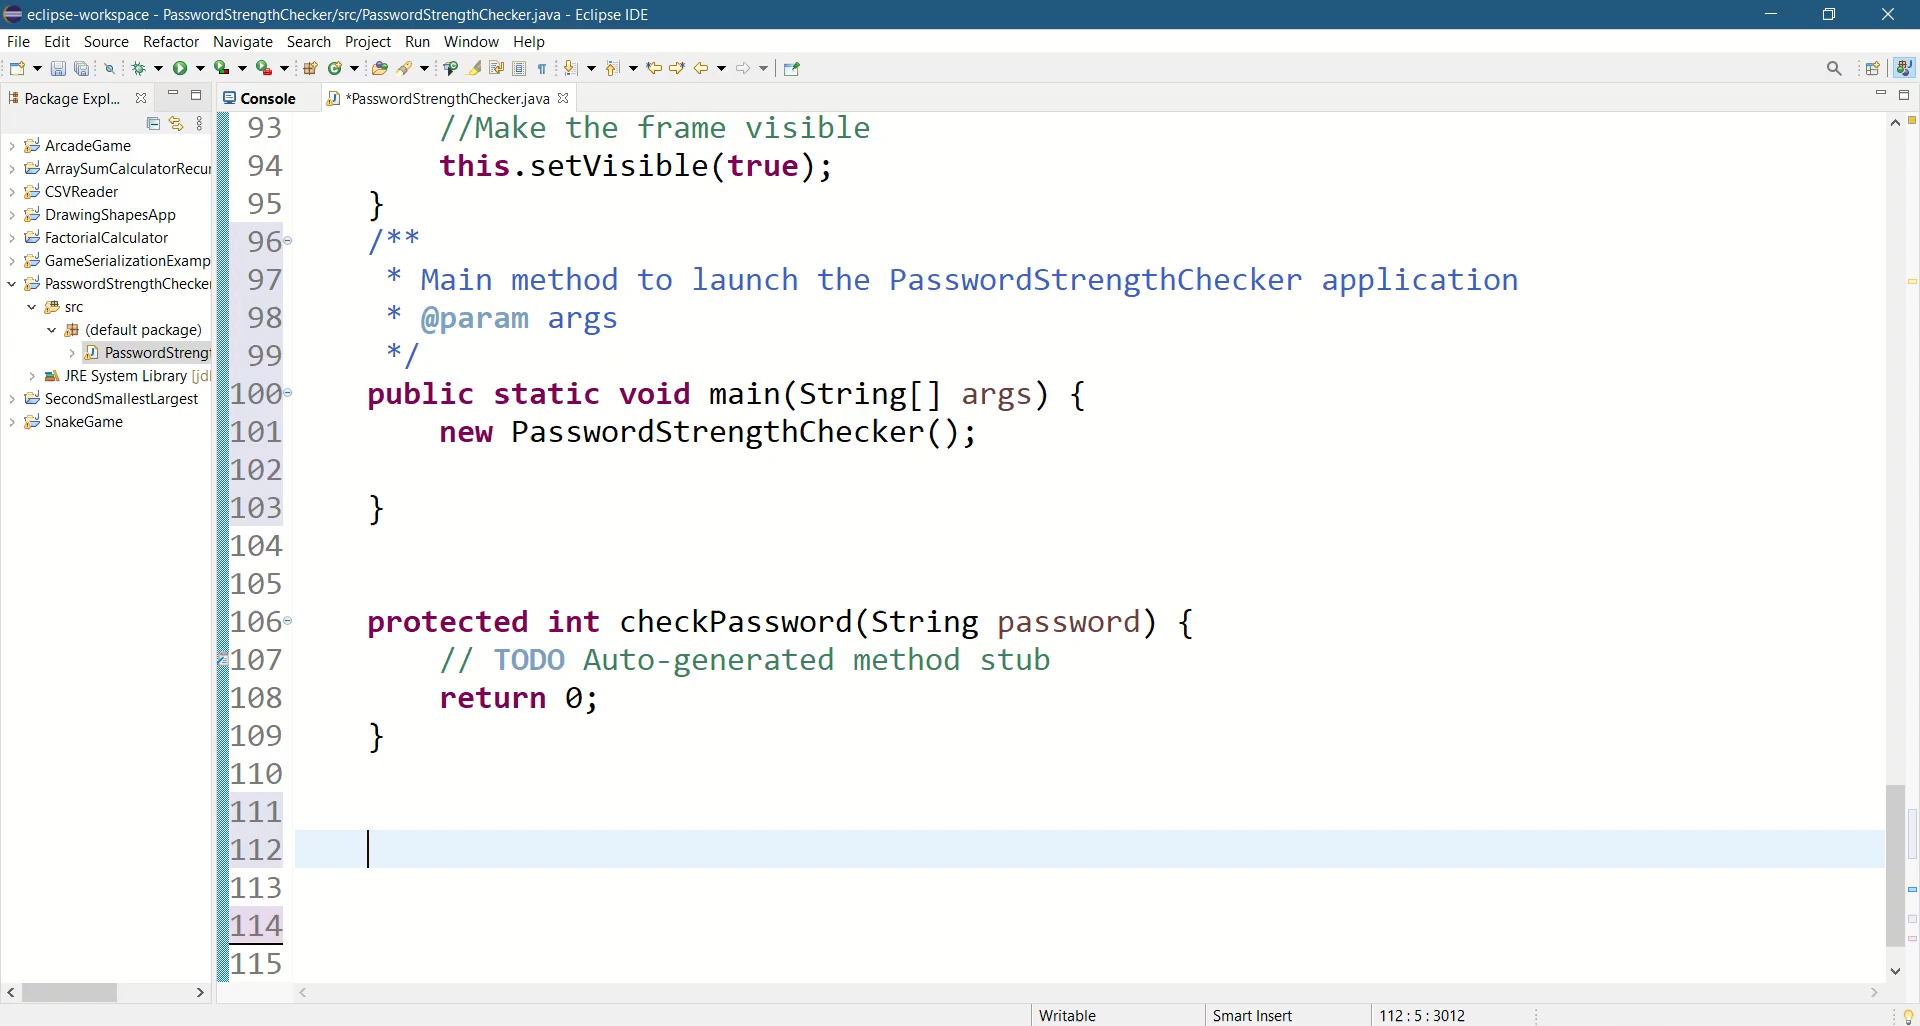 eclipse-workspace - PasswordStrengthChecker/src/PasswordStrengthChecker.java - Eclipse IDE
File Edit Source Refactor Navigate Search Project Run Window Help
Package Expl...
Console
*PasswordStrengthChecker.java
ArcadeGame
ArraySumCalculatorRecur
CSVReader
DrawingShapesApp
FactorialCalculator
GameSerializationExamp
PasswordStrengthChecke
src
(default package)
PasswordStrengt
JRE System Library [jdl
SecondSmallestLargest
SnakeGame
93 //Make the frame visible
94 this.setVisible(true);
95 }
96 /**
97 * Main method to launch the PasswordStrengthChecker application
98 * @param args
99 */
100 public static void main(String[] args) {
101 new PasswordStrengthChecker();
102
103 }
104
105
106 protected int checkPassword(String password) {
107 // TODO Auto-generated method stub
108 return 0;
109 }
110
111
112
113
114
115
Writable Smart Insert 112 : 5 : 3012